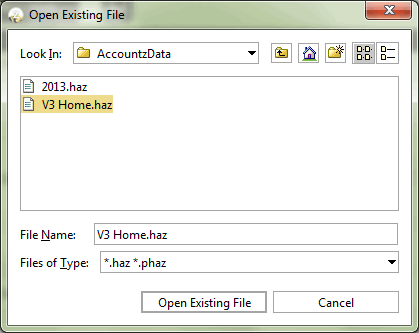 Open Existing File
Look In: AccountzData
2013.haz
V3 Home.haz
File Name: V3 Home.haz
Files of Type: *.haz *.phaz
Open Existing File Cancel